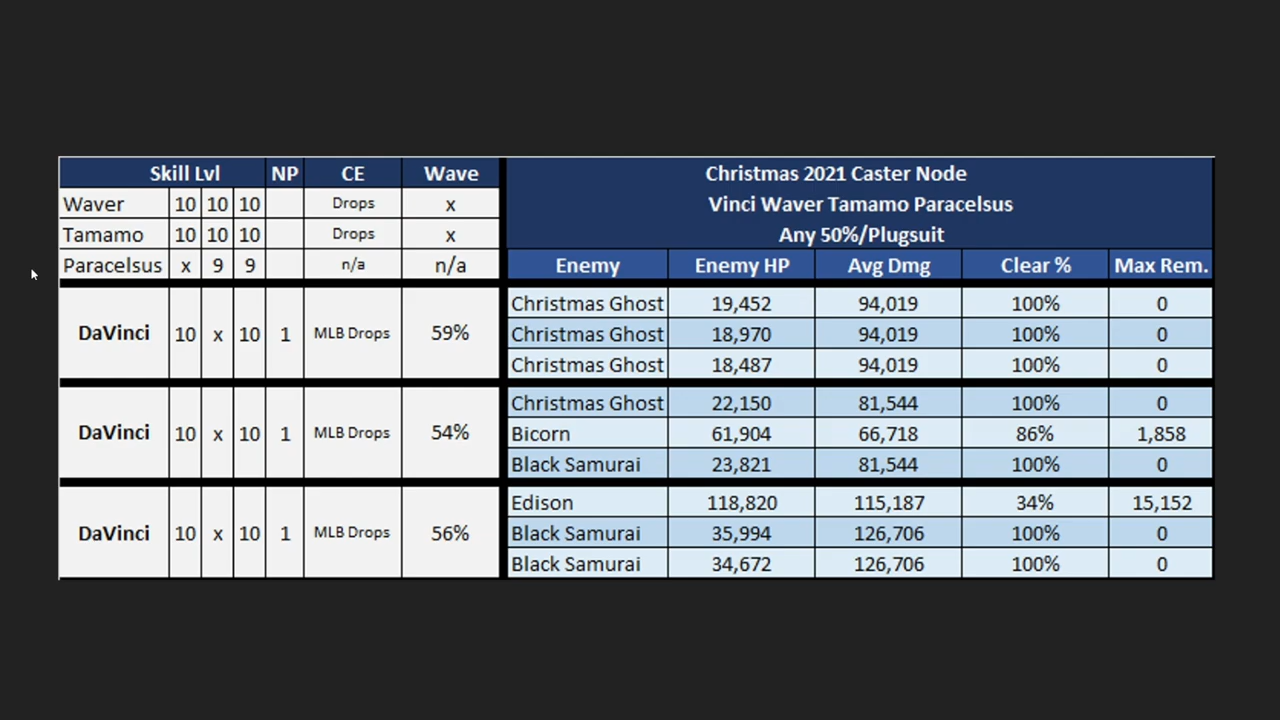 Skill Lvl NP CE Wave
Christmas 2021 Caster Node
Waver 10 10 10 Drops x
Vinci Waver Tamamo Paracelsus
Tamamo 10 10 10 Drops x
Any 50%/Plugsuit
Paracelsus x 9 9 n/a n/a Enemy Enemy HP Avg Dmg Clear % Max Rem.
Christmas Ghost 19,452 94,019 100% 0
DaVinci 10 x 10 1 MLB Drops 59% Christmas Ghost 18,970 94,019 100% 0
Christmas Ghost 18,487 94,019 100% 0
Christmas Ghost 22,150 81,544 100% 0
DaVinci 10 x 10 1 MLB Drops 54% Bicorn 61,904 66,718 86% 1,858
Black Samurai 23,821 81,544 100% 0
Edison 118,820 115,187 34% 15,152
DaVinci 10 x 10 1 MLB Drops 56% Black Samurai 35,994 126,706 100% 0
Black Samurai 34,672 126,706 100% 0